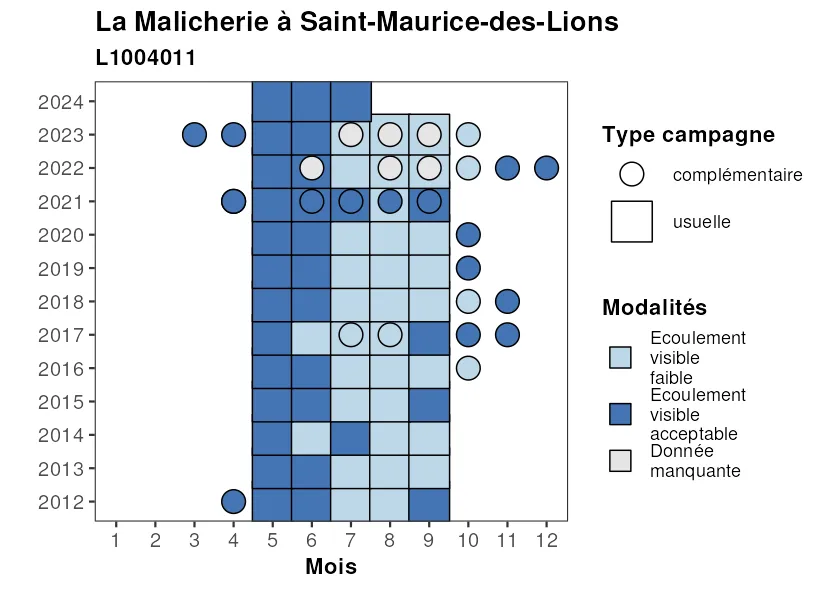 La Malicherie à Saint-Maurice-des-Lions
L1004011
2024
2023
2022
2021
2020
2019
2018
2017
2016
2015
2014
2013
2012
1 2 3 4 5 6 7 8 9 10 11 12
Mois
Type campagne
complémentaire
usuelle
Modalités
Ecoulement
visible
faible
Ecoulement
visible
acceptable
Donnée
manquante